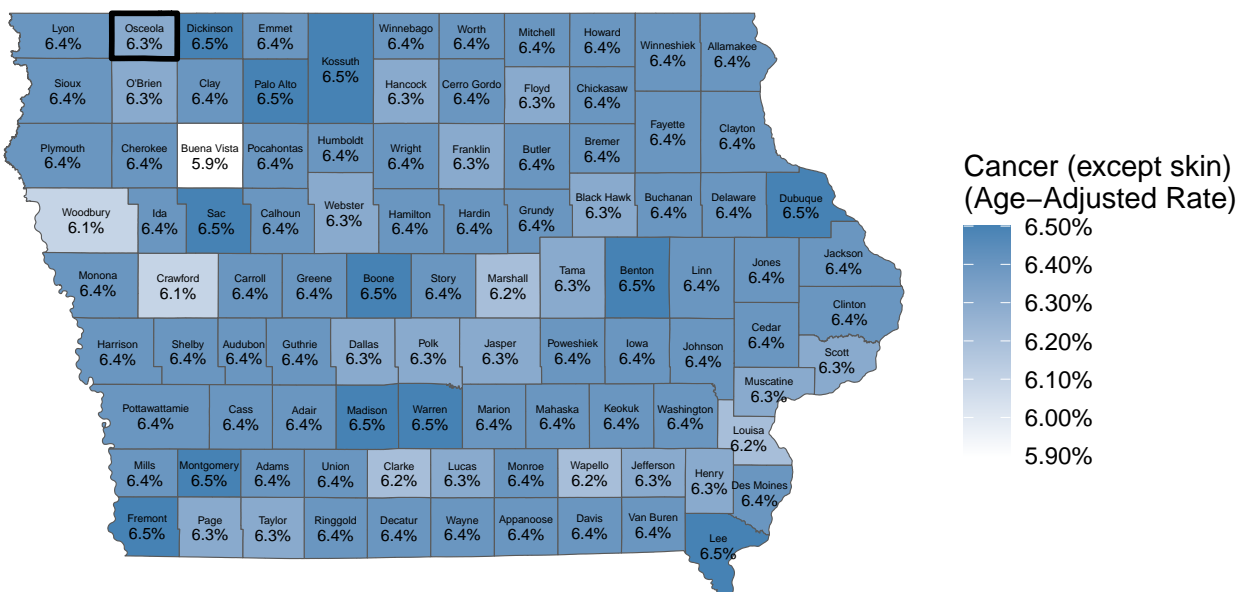 Lyon
6.4%
Osceola
6.3%
Dickinson
6.5%
Emmet
6.4%
Kossuth
6.5%
Winnebago
6.4%
Worth
6.4%
Mitchell
6.4%
Howard
6.4%
Winneshiek
6.4%
Allamakee
6.4%
Sioux
6.4%
O'Brien
6.3%
Clay
6.4%
Palo Alto
6.5%
Hancock
6.3%
Cerro Gordo
6.4%
Floyd
6.3%
Chickasaw
6.4%
Fayette
6.4%
Clayton
6.4%
Plymouth
6.4%
Cherokee
6.4%
Buena Vista
5.9%
Pocahontas
6.4%
Humboldt
6.4%
Wright
6.4%
Franklin
6.3%
Butler
6.4%
Bremer
6.4%
Woodbury
6.1%
Ida
6.4%
Sac
6.5%
Calhoun
6.4%
Webster
6.3%
Hamilton
6.4%
Hardin
6.4%
Grundy
6.4%
Black Hawk
6.3%
Buchanan
6.4%
Delaware
6.4%
Dubuque
6.5%
Monona
6.4%
Crawford
6.1%
Carroll
6.4%
Greene
6.4%
Boone
6.5%
Story
6.4%
Marshall
6.2%
Tama
6.3%
Benton
6.5%
Linn
6.4%
Jones
6.4%
Jackson
6.4%
Clinton
6.4%
Harrison
6.4%
Shelby
6.4%
Audubon
6.4%
Guthrie
6.4%
Dallas
6.3%
Polk
6.3%
Jasper
6.3%
Poweshiek
6.4%
Iowa
6.4%
Johnson
6.4%
Cedar
6.4%
Scott
6.3%
Muscatine
6.3%
Pottawattamie
6.4%
Cass
6.4%
Adair
6.4%
Madison
6.5%
Warren
6.5%
Marion
6.4%
Mahaska
6.4%
Keokuk
6.4%
Washington
6.4%
Louisa
6.2%
Mills
6.4%
Montgomery
6.5%
Adams
6.4%
Union
6.4%
Clarke
6.2%
Lucas
6.3%
Monroe
6.4%
Wapello
6.2%
Jefferson
6.3%
Henry
6.3%
Des Moines
6.4%
Fremont
6.5%
Page
6.3%
Taylor
6.3%
Ringgold
6.4%
Decatur
6.4%
Wayne
6.4%
Appanoose
6.4%
Davis
6.4%
Van Buren
6.4%
Lee
6.5%
Cancer (except skin)
(Age−Adjusted Rate)
6.50%
6.40%
6.30%
6.20%
6.10%
6.00%
5.90%